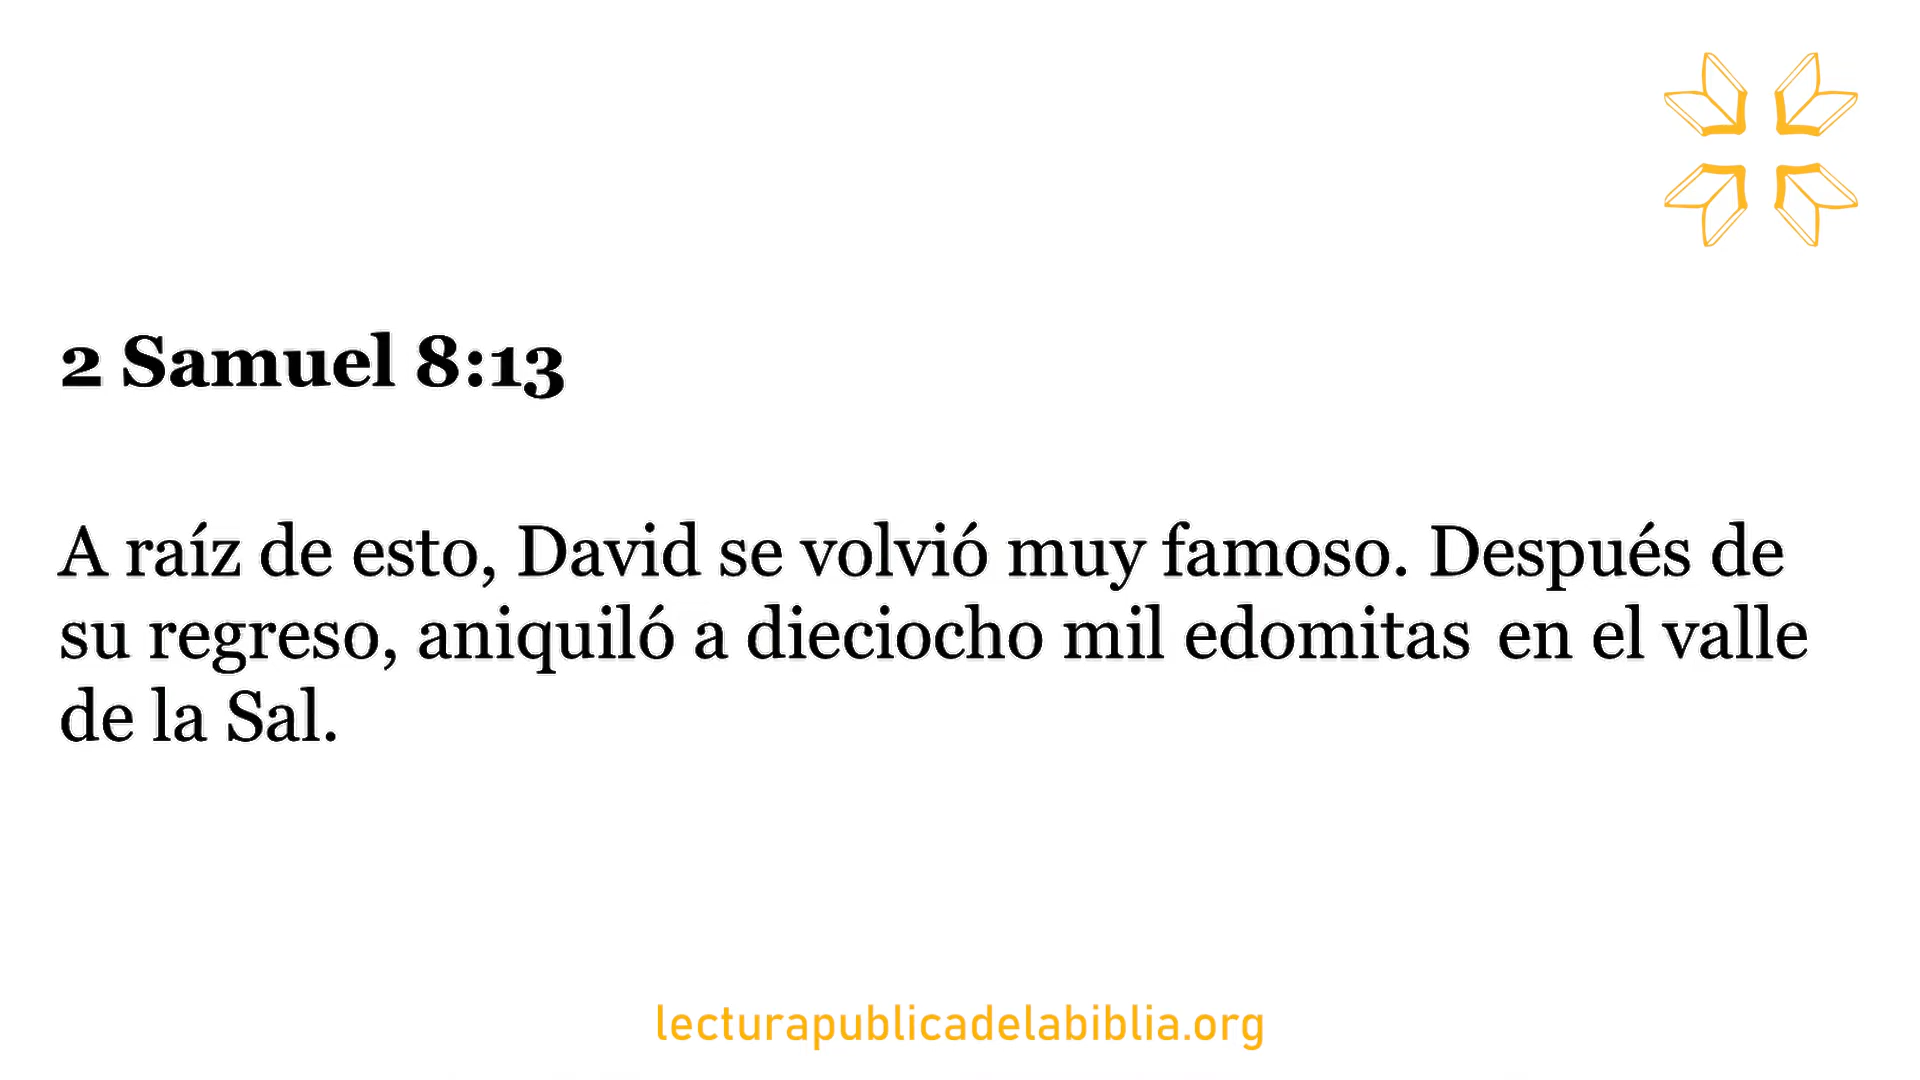 2 Samuel 8:13
A raíz de esto, David se volvió muy famoso. Después de
su regreso, aniquiló a dieciocho mil edomitas en el valle
de la Sal.
lecturapublicadelabiblia.org